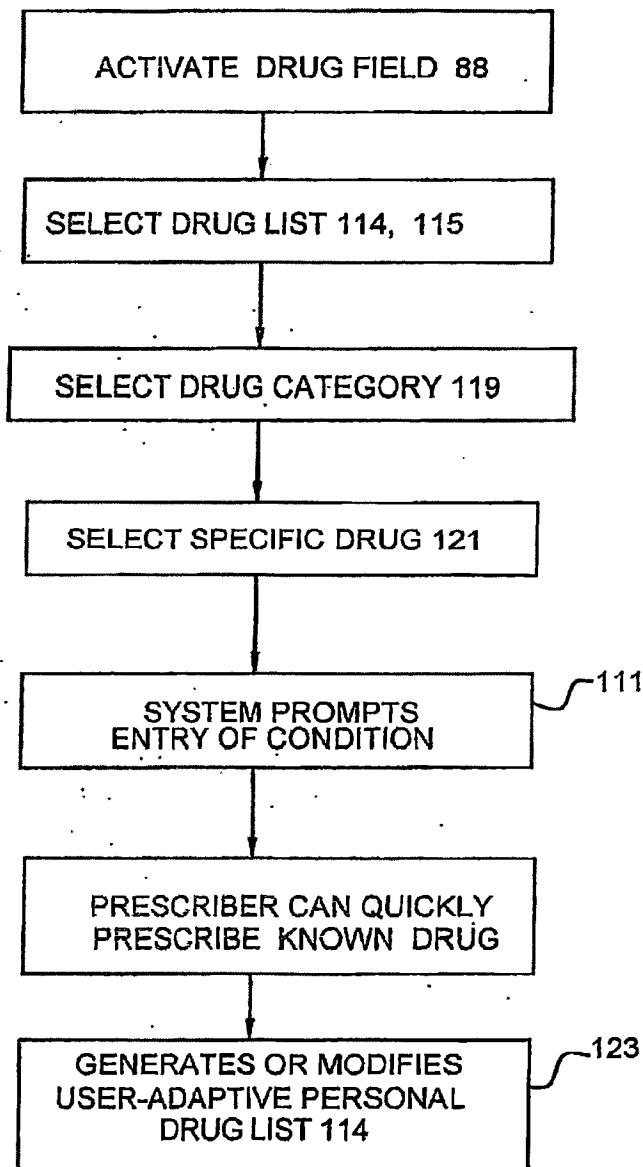 ACTIVATE DRUG FIELD 88
SELECT DRUG LIST 114, 115
SELECT DRUG CATEGORY 119
SELECT SPECIFIC DRUG 121
SYSTEM PROMPTS
ENTRY OF CONDITION
111
PRESCRIBER CAN QUICKLY
PRESCRIBE KNOWN DRUG
GENERATES OR MODIFIES
USER-ADAPTIVE PERSONAL
DRUG LIST 114
123